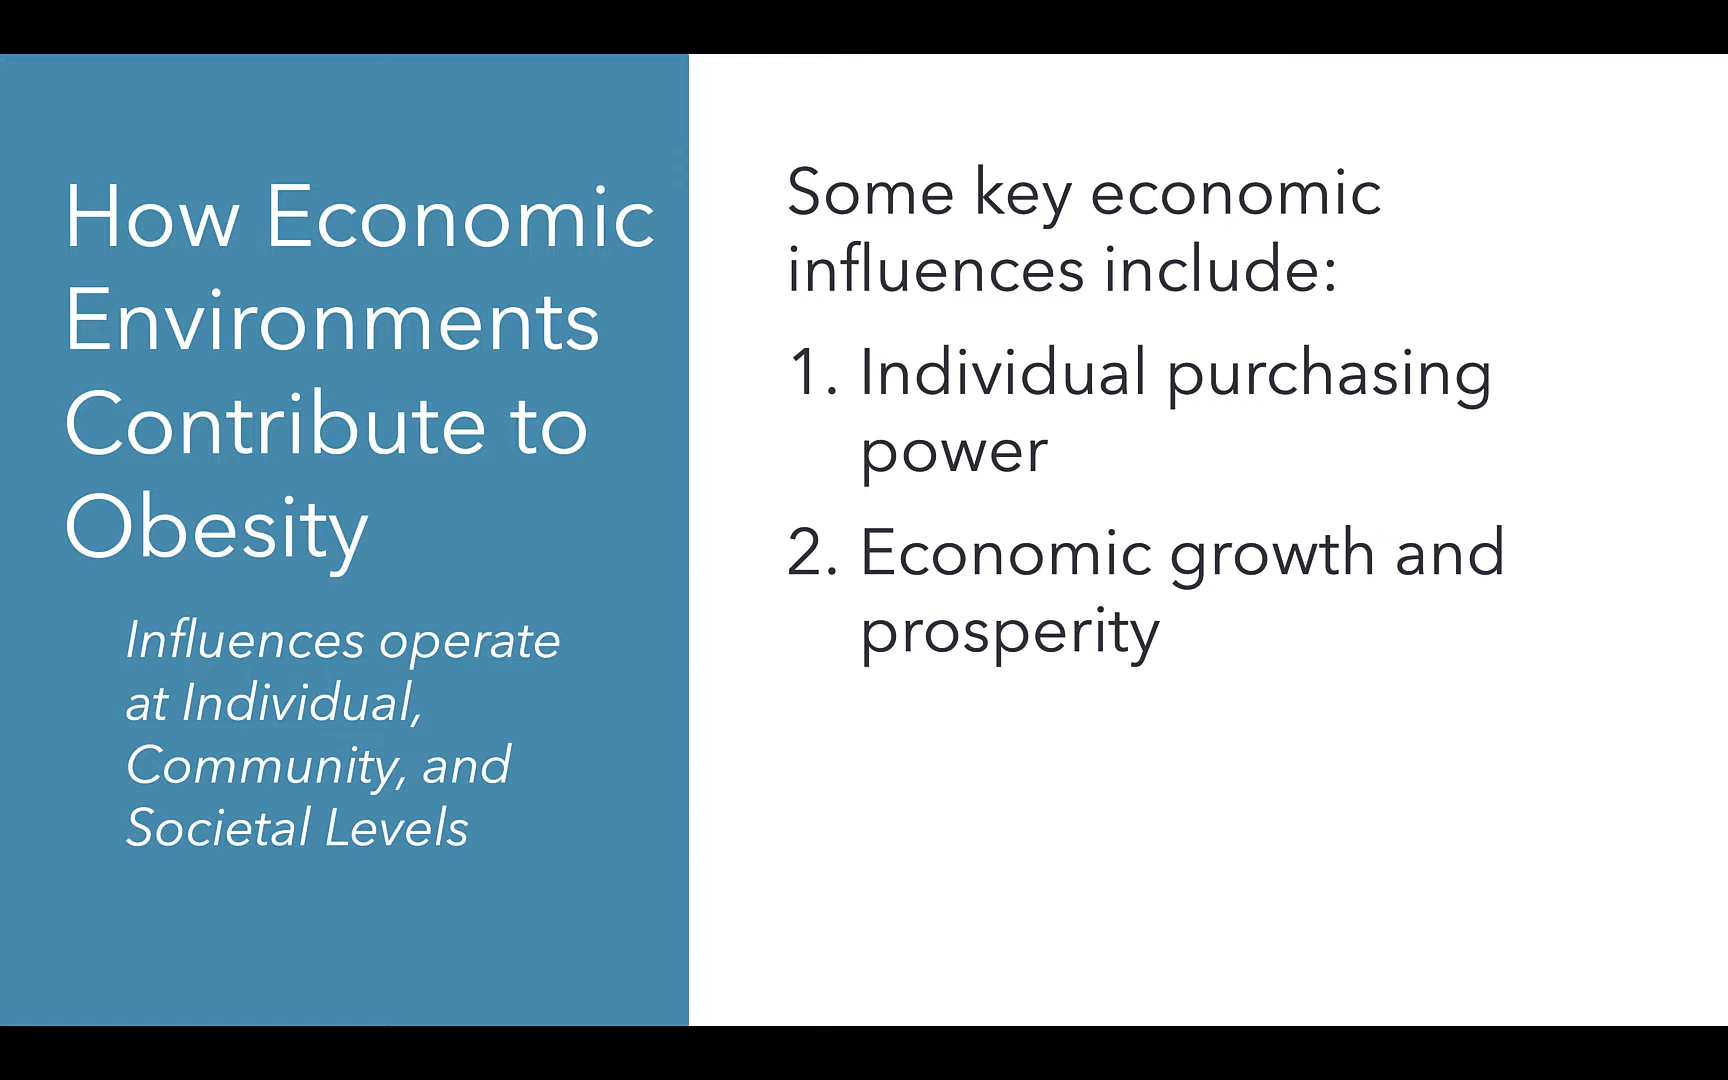 How Economic
Environments
Contribute to
Obesity
Influences operate
at Individual,
Community, and
Societal Levels
Some key economic
influences include:
1. Individual purchasing
power
2. Economic growth and
prosperity